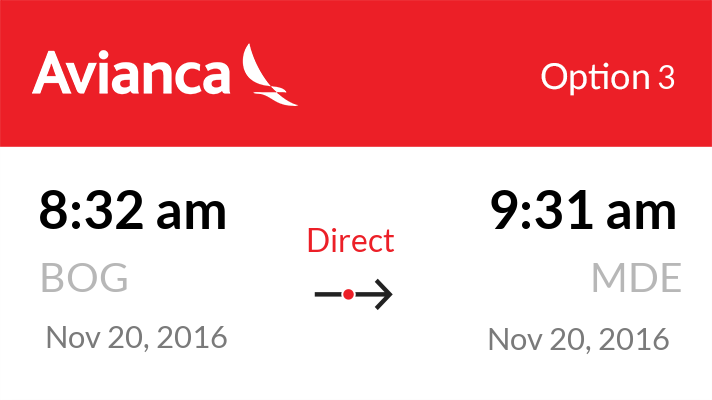 Avianca
Option 3
8:32 am
Direct
9:31 am
BOG
MDE
Nov 20, 2016
Nov 20, 2016